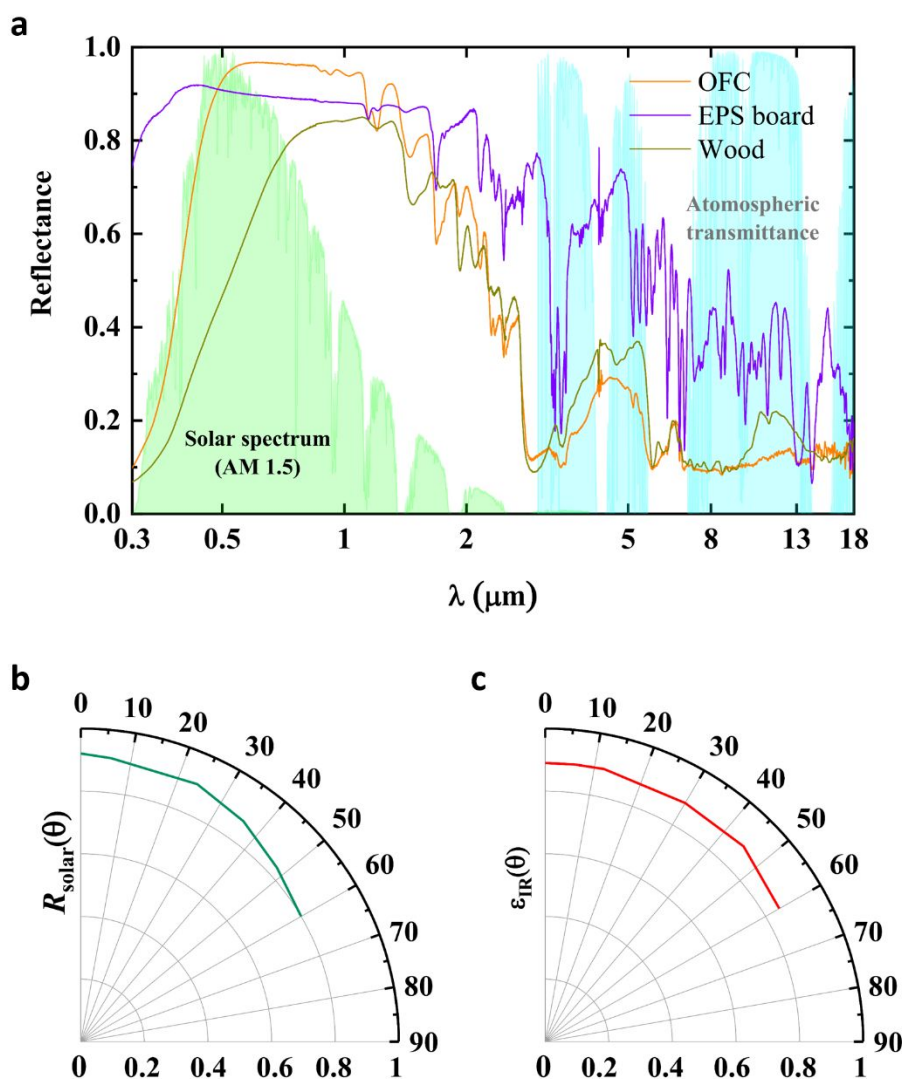 a
1.0
0.8
0.6
0.4
0.2
0.0
Reflectance
OFC
EPS board
Wood
Atomospheric
transmittance
Solar spectrum
(AM 1.5)
0.3 0.5 1 2 5 8 13 18
λ (μm)
b
0 10 20 30 40 50 60 70 80 90
R_solar(θ)
0 0.2 0.4 0.6 0.8 1
c
0 10 20 30 40 50 60 70 80 90
ε_IR(θ)
0 0.2 0.4 0.6 0.8 1